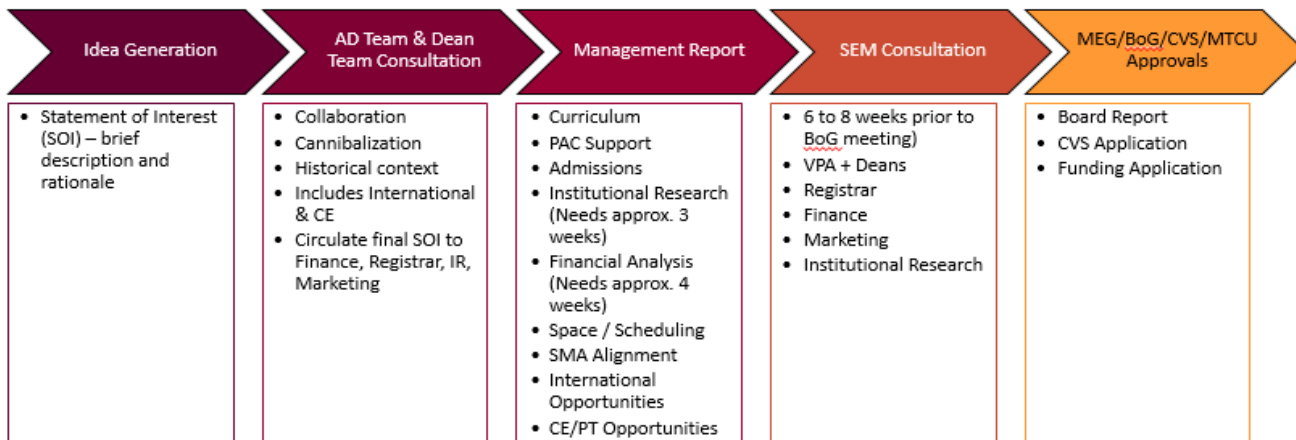 Idea Generation
AD Team & Dean
Team Consultation
Management Report
SEM Consultation
MEG/BoG/CVS/MTCU
Approvals
• Statement of Interest
(SOI) – brief
description and
rationale
• Collaboration
• Cannibalization
• Historical context
• Includes International
& CE
• Circulate final SOI to
Finance, Registrar, IR,
Marketing
• Curriculum
• PAC Support
• Admissions
• Institutional Research
(Needs approx. 3
weeks)
• Financial Analysis
(Needs approx. 4
weeks)
• Space / Scheduling
• SMA Alignment
• International
Opportunities
• CE/PT Opportunities
• 6 to 8 weeks prior to
BoG meeting)
• VPA + Deans
• Registrar
• Finance
• Marketing
• Institutional Research
• Board Report
• CVS Application
• Funding Application